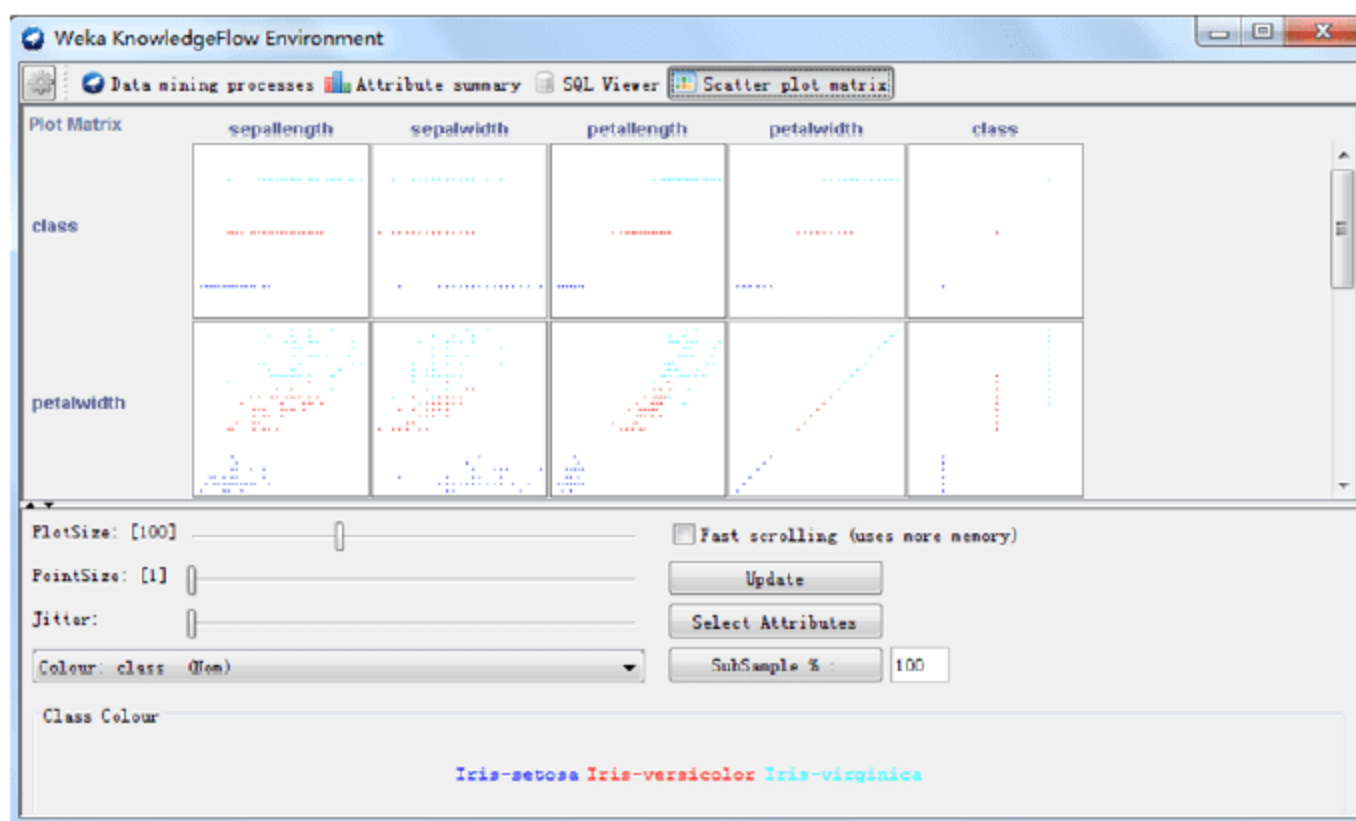 Weka KnowledgeFlow Environment
Data mining processes Attribute summary SQL Viewer Scatter plot matrix
Plot Matrix sepallength sepalwidth petallength petalwidth class
class
petalwidth
PlotSize: [100] Fast scrolling (uses more memory)
PointSize: [1] Update
Jitter: Select Attributes
Colour: class (Nom) SubSample % : 100
Class Colour
Iris-setosa Iris-versicolor Iris-virginica